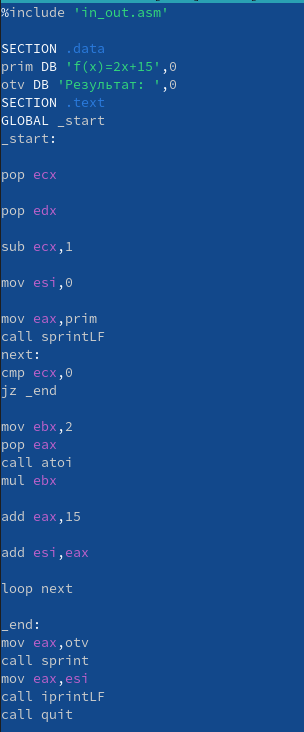 %include 'in_out.asm'
SECTION .data
prim DB 'f(x)=2x+15',0
otv DB 'Результат: ',0
SECTION .text
GLOBAL _start
_start:
pop ecx
pop edx
sub ecx,1
mov esi,0
mov eax,prim
call sprintLF
next:
cmp ecx,0
jz _end
mov ebx,2
pop eax
call atoi
mul ebx
add eax,15
add esi,eax
loop next
_end:
mov eax,otv
call sprint
mov eax,esi
call iprintLF
call quit